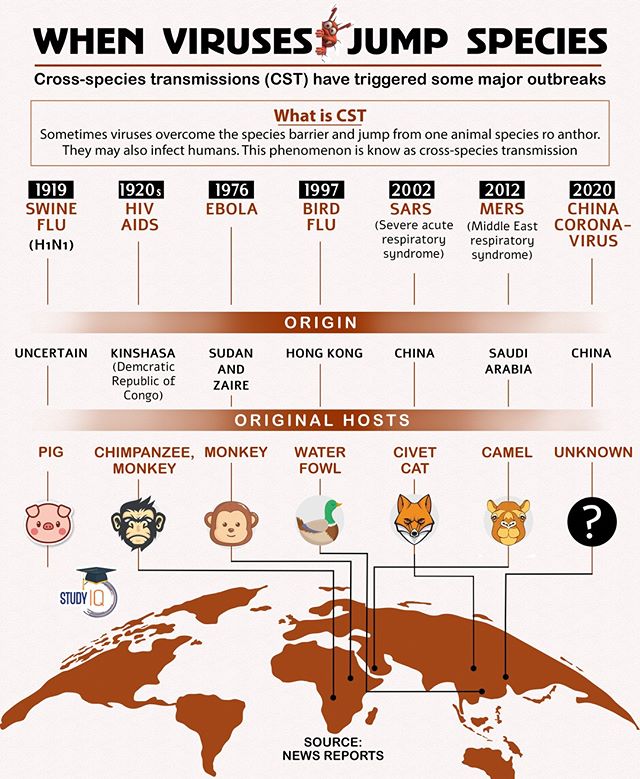 WHEN VIRUSES JUMP SPECIES
Cross-species transmissions (CST) have triggered some major outbreaks
What is CST
Sometimes viruses overcome the species barrier and jump from one animal species ro anthor.
They may also infect humans. This phenomenon is know as cross-species transmission
1919
SWINE
FLU
(H1N1)
1920s
HIV
AIDS
1976
EBOLA
1997
BIRD
FLU
2002
SARS
(Severe acute
respiratory
syndrome)
2012
MERS
(Middle East
respiratory
syndrome)
2020
CHINA
CORONA-
VIRUS
ORIGIN
UNCERTAIN
KINSHASA
(Demcratic
Republic of
Congo)
SUDAN
AND
ZAIRE
HONG KONG
CHINA
SAUDI
ARABIA
CHINA
ORIGINAL HOSTS
PIG
CHIMPANZEE,
MONKEY
MONKEY
WATER
FOWL
CIVET
CAT
CAMEL
UNKNOWN
?
STUDY IQ
SOURCE:
NEWS REPORTS